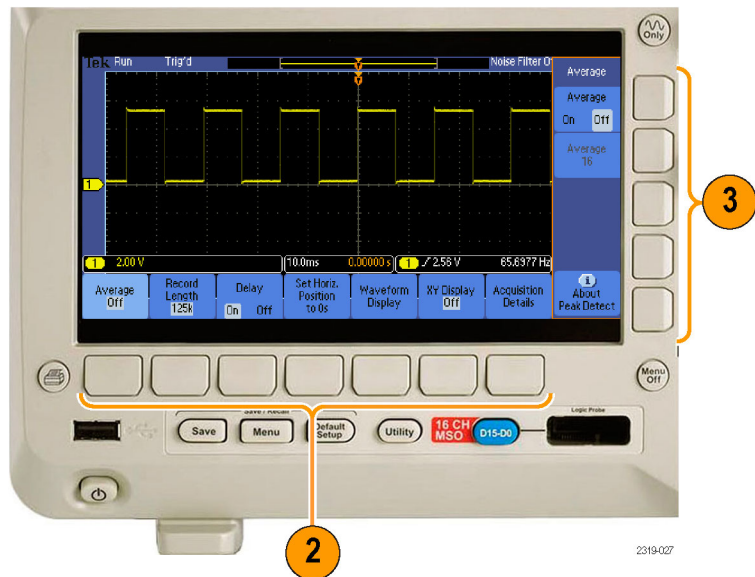 Only
Tek Run Trig'd Noise Filter O
Average
Average
On Off
Average
16
1
1 2.00 V 10.0ms 0.00000 s 1 2.56 V 65.6977 Hz
i
About
Peak Detect
Average
Off
Record
Length
125k
Delay
On Off
Set Horiz.
Position
to 0s
Waveform
Display
XY Display
Off
Acquisition
Details
3
Menu
Off
Save / Recall
Save
Menu
Default
Setup
Utility
16 CH
MSO
D15-D0
Logic Probe
2
2319-027